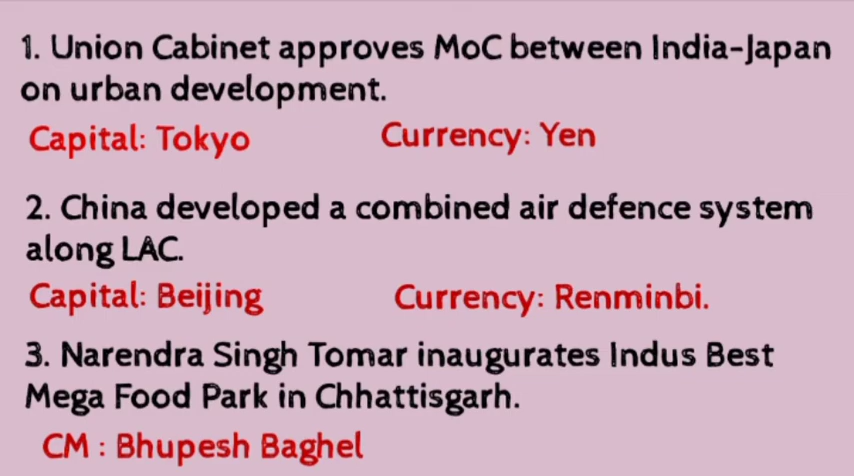 1. Union Cabinet approves MoC between India-Japan
on urban development.
Capital: Tokyo Currency: Yen
2. China developed a combined air defence system
along LAC.
Capital: Beijing Currency: Renminbi.
3. Narendra Singh Tomar inaugurates Indus Best
Mega Food Park in Chhattisgarh.
CM : Bhupesh Baghel